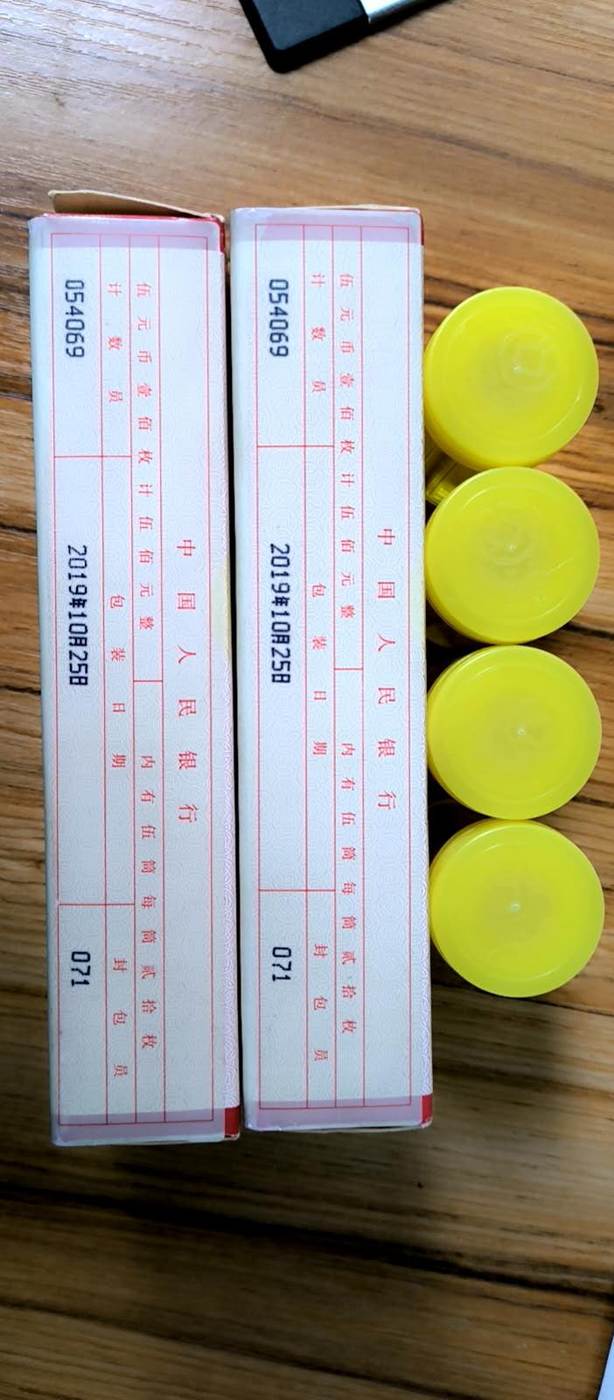 中国人民银行
伍元币壹佰枚计伍佰元整 内有伍筒每筒贰拾枚
计数员 包装日期 封包员
054069 2019年10月25日 071
中国人民银行
伍元币壹佰枚计伍佰元整 内有伍筒每筒贰拾枚
计数员 包装日期 封包员
054069 2019年10月25日 071